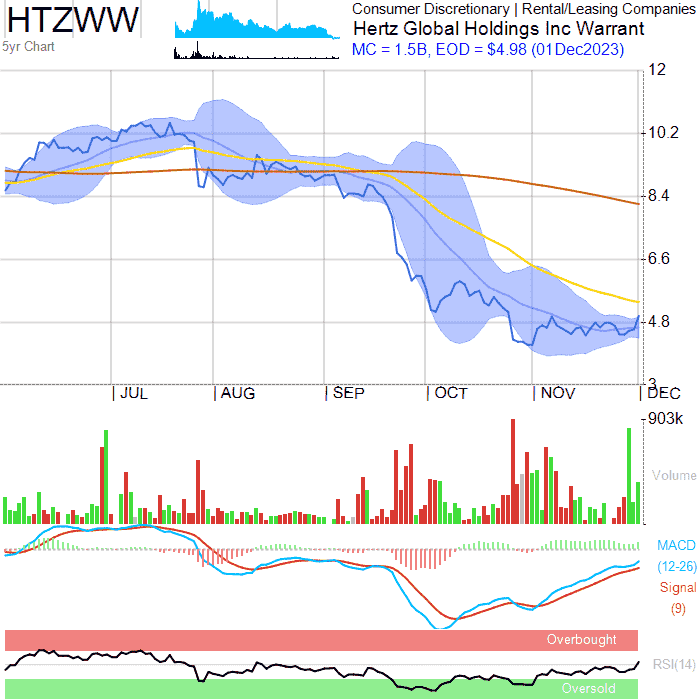 HTZWW
5yr Chart
Consumer Discretionary | Rental/Leasing Companies
Hertz Global Holdings Inc Warrant
MC = 1.5B, EOD = $4.98 (01Dec2023)
12
10.2
8.4
6.6
4.8
3
JUL AUG SEP OCT NOV DEC
903k
Volume
MACD
(12-26)
Signal
(9)
Overbought
RSI(14)
Oversold